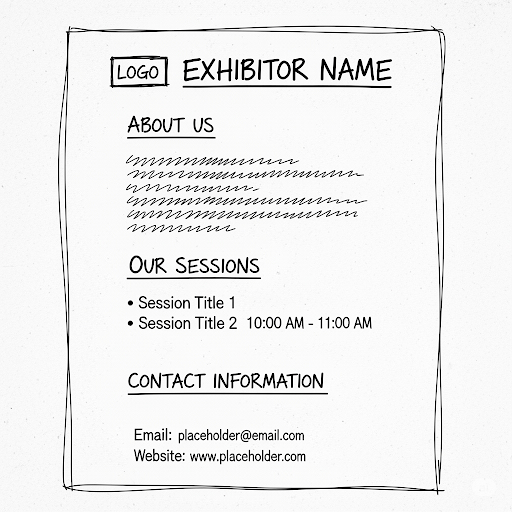 LOGO EXHIBITOR NAME
ABOUT US
OUR SESSIONS
• Session Title 1
• Session Title 2 10:00 AM - 11:00 AM
CONTACT INFORMATION
Email: placeholder@email.com
Website: www.placeholder.com